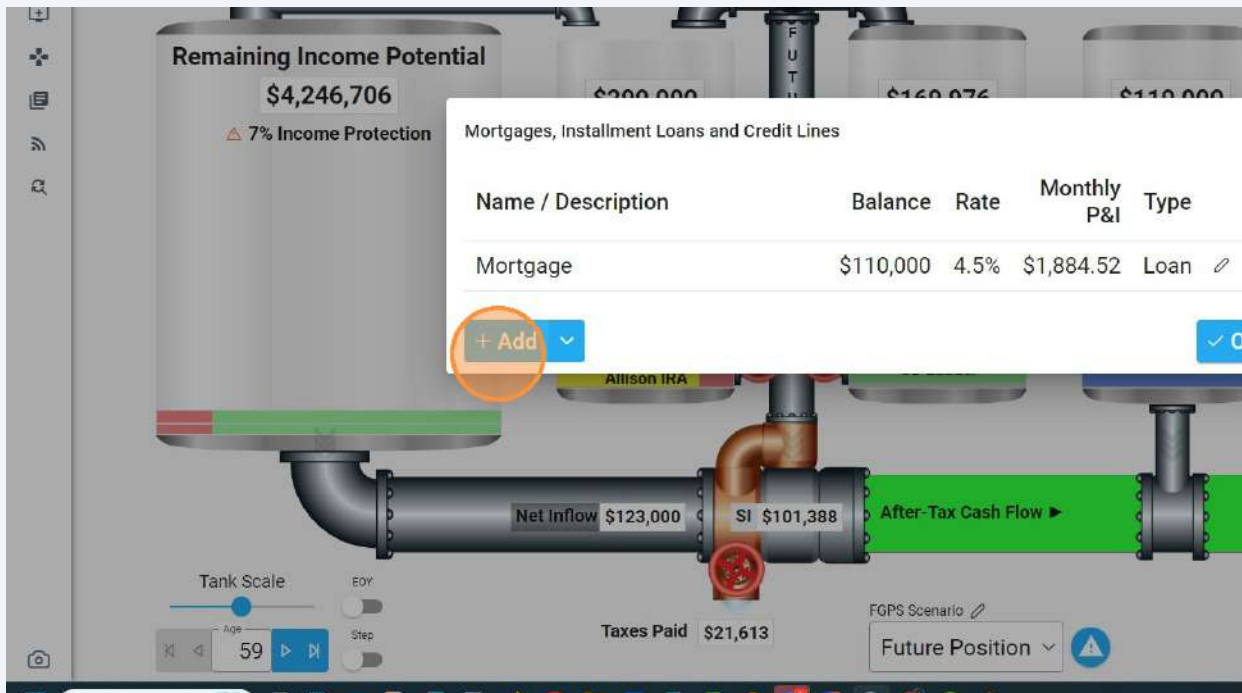 Remaining Income Potential
$4,246,706
7% Income Protection
F
U
T
U
Mortgages, Installment Loans and Credit Lines
Name / Description Balance Rate Monthly P&I Type
Mortgage $110,000 4.5% $1,884.52 Loan
+ Add
Allison IRA
Net Inflow $123,000 SI $101,388 After-Tax Cash Flow ►
Tank Scale EOY
Age
59
Step
Taxes Paid $21,613
FGPS Scenario
Future Position